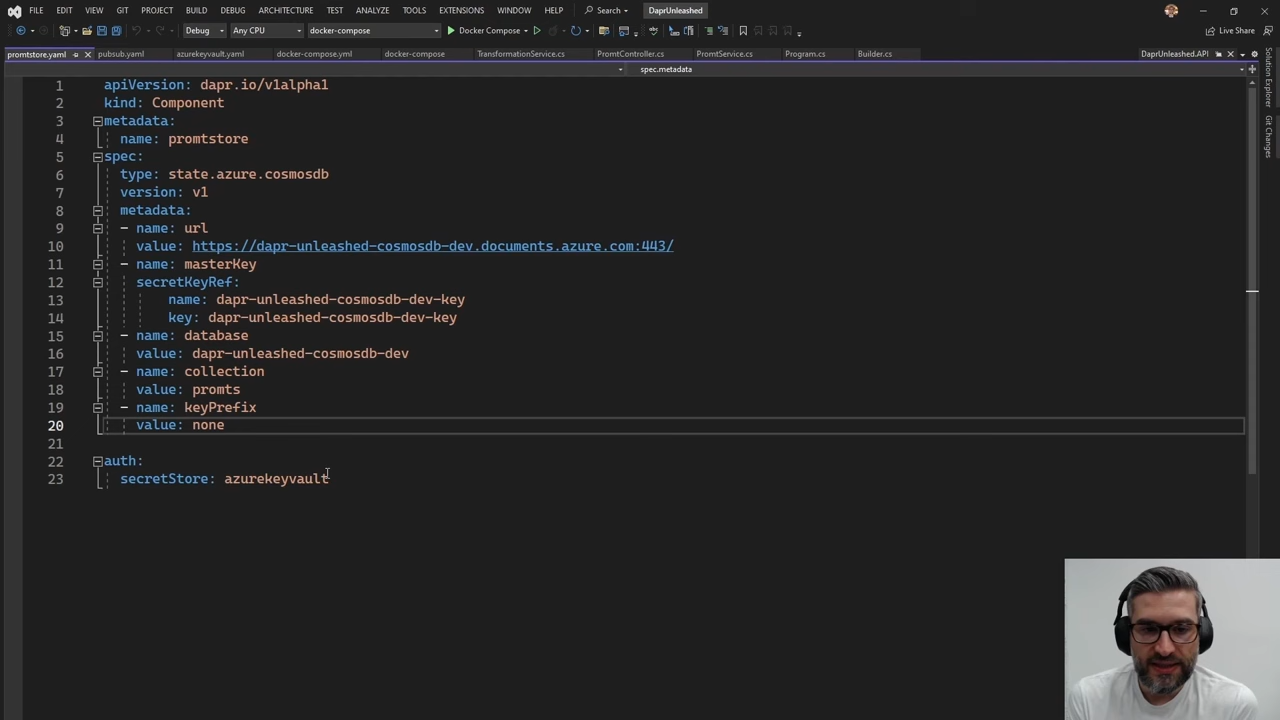 FILE EDIT VIEW GIT PROJECT BUILD DEBUG ARCHITECTURE TEST ANALYZE TOOLS EXTENSIONS WINDOW HELP Search DaprUnleashed
Debug Any CPU docker-compose Docker Compose Live Share
promtstore.yaml pubsub.yaml azurekeyvault.yaml docker-compose.yml docker-compose TransformationService.cs PromtController.cs PromtService.cs Program.cs Builder.cs DaprUnleashed.API
spec.metadata
1 apiVersion: dapr.io/v1alpha1
2 kind: Component
3 metadata:
4 name: promtstore
5 spec:
6 type: state.azure.cosmosdb
7 version: v1
8 metadata:
9 - name: url
10 value: https://dapr-unleashed-cosmosdb-dev.documents.azure.com:443/
11 - name: masterKey
12 secretKeyRef:
13 name: dapr-unleashed-cosmosdb-dev-key
14 key: dapr-unleashed-cosmosdb-dev-key
15 - name: database
16 value: dapr-unleashed-cosmosdb-dev
17 - name: collection
18 value: promts
19 - name: keyPrefix
20 value: none
21
22 auth:
23 secretStore: azurekeyvault
Solution Explorer
Git Changes